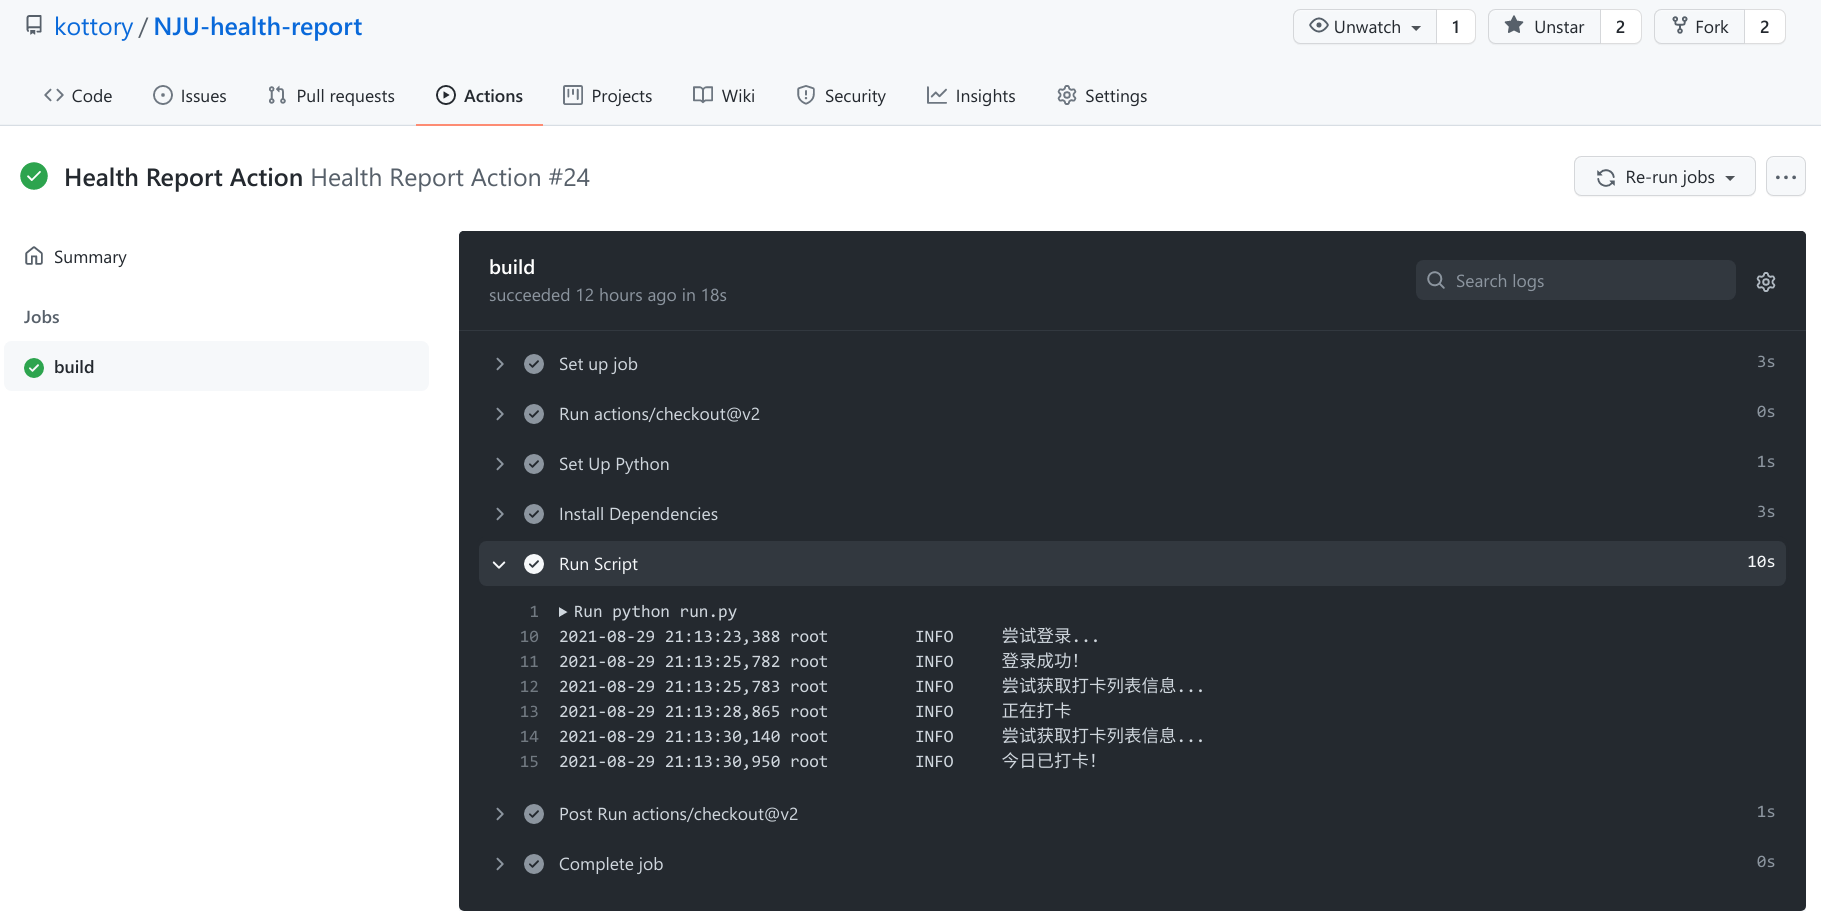 kottory / NJU-health-report
Unwatch 1 Unstar 2 Fork 2
Code Issues Pull requests Actions Projects Wiki Security Insights Settings
Health Report Action Health Report Action #24
Re-run jobs
Summary
Jobs
build
build
succeeded 12 hours ago in 18s
Search logs
Set up job 3s
Run actions/checkout@v2 0s
Set Up Python 1s
Install Dependencies 3s
Run Script 10s
1 Run python run.py
10 2021-08-29 21:13:23,388 root INFO 尝试登录...
11 2021-08-29 21:13:25,782 root INFO 登录成功！
12 2021-08-29 21:13:25,783 root INFO 尝试获取打卡列表信息...
13 2021-08-29 21:13:28,865 root INFO 正在打卡
14 2021-08-29 21:13:30,140 root INFO 尝试获取打卡列表信息...
15 2021-08-29 21:13:30,950 root INFO 今日已打卡！
Post Run actions/checkout@v2 1s
Complete job 0s